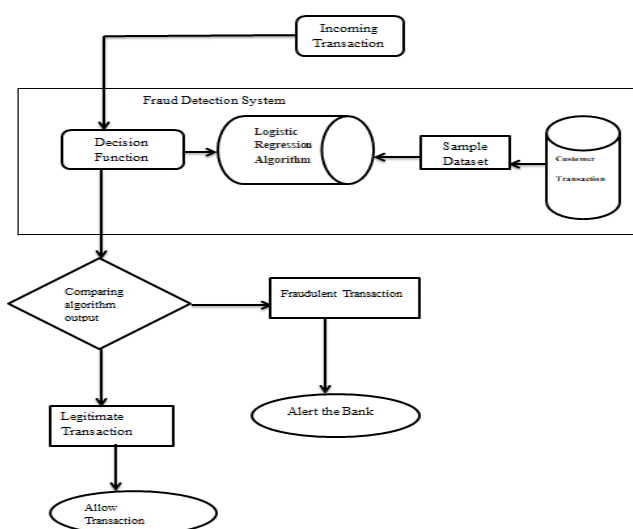 Incoming
Transaction
Fraud Detection System
Decision
Function
Logistic
Regression
Algorithm
Sample
Dataset
Customer
Transaction
Comparing
algorithm
output
Fraudulent Transaction
Legitimate
Transaction
Alert the Bank
Allow
Transaction